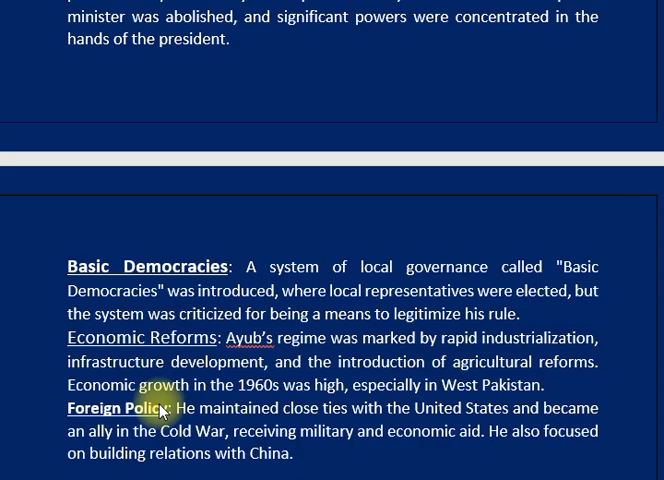 minister was abolished, and significant powers were concentrated in the
hands of the president.
Basic Democracies: A system of local governance called "Basic
Democracies" was introduced, where local representatives were elected, but
the system was criticized for being a means to legitimize his rule.
Economic Reforms: Ayub's regime was marked by rapid industrialization,
infrastructure development, and the introduction of agricultural reforms.
Economic growth in the 1960s was high, especially in West Pakistan.
Foreign Policy: He maintained close ties with the United States and became
an ally in the Cold War, receiving military and economic aid. He also focused
on building relations with China.